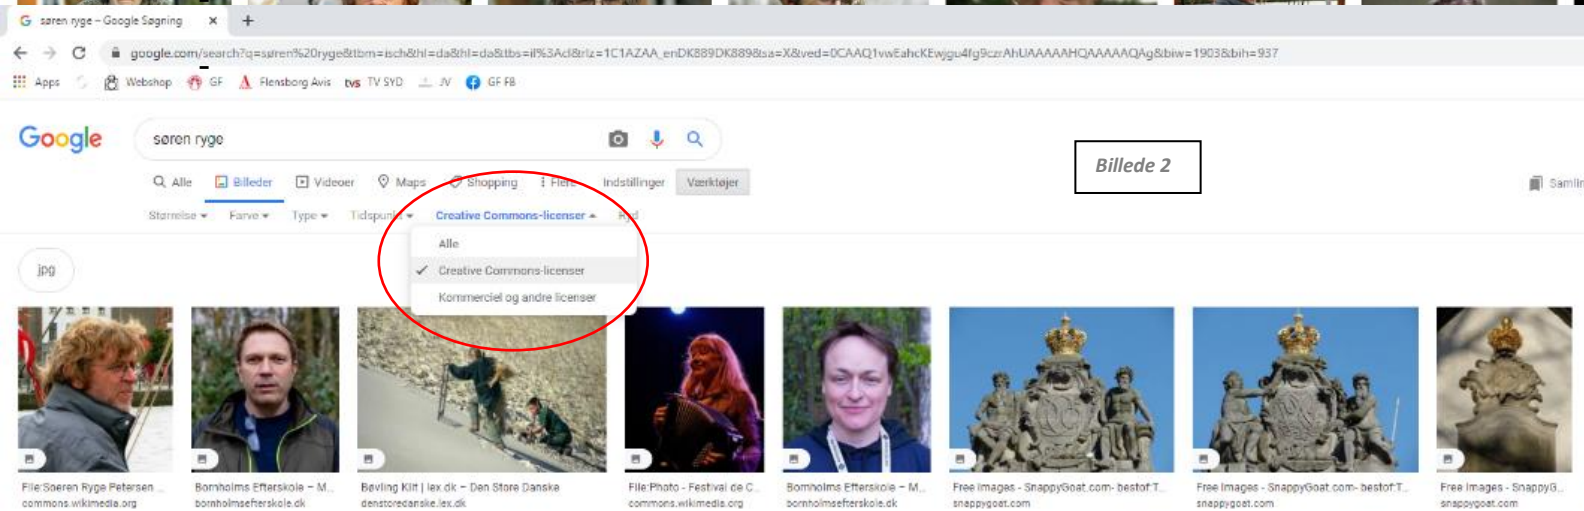 søren ryge – Google Søgning
google.com/search?q=søren%20ryge&tbm=isch&hl=da&hl=da&tbs=il%3Acl&rlz=1C1AZAA_enDK889DK889&sa=X&ved=0CAAQ1vwEahcKEwjgu4fg9czrAhUAAAAAHQAAAAAQAg&biw=1903&bih=937
Apps Webshop GF Flensborg Avis tvs TV SYD JV GF FB
Google søren ryge
Billede 2
Alle Billeder Videoer Maps Shopping Flere Indstillinger Værktøjer Samlin
Størrelse Farve Type Tidspunkt Creative Commons-licenser Ryd
Alle
Creative Commons-licenser
Kommerciel og andre licenser
jpg
File:Soeren Ryge Petersen ... Bornholms Efterskole – M... Bøvling Klit | lex.dk – Den Store Danske File:Photo - Festival de C... Bornholms Efterskole – M... Free Images - SnappyGoat.com- bestof:T... Free Images - SnappyGoat.com- bestof:T... Free Images - SnappyG...
commons.wikimedia.org bornholmsefterskole.dk denstoredanske.lex.dk commons.wikimedia.org bornholmsefterskole.dk snappygoat.com snappygoat.com snappygoat.com